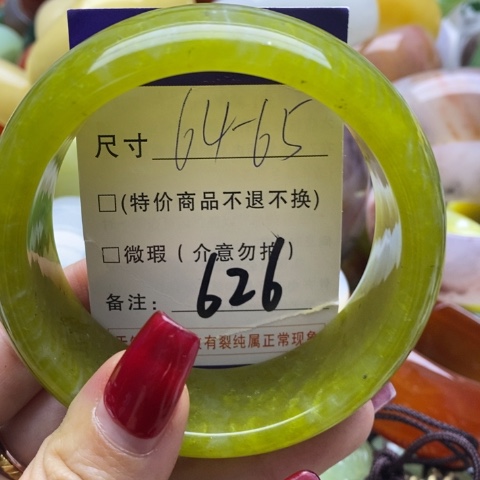 尺寸 64-65
□(特价商品不退不换)
□微瑕(介意勿拍)
备注: 626
有裂纯属正常现象